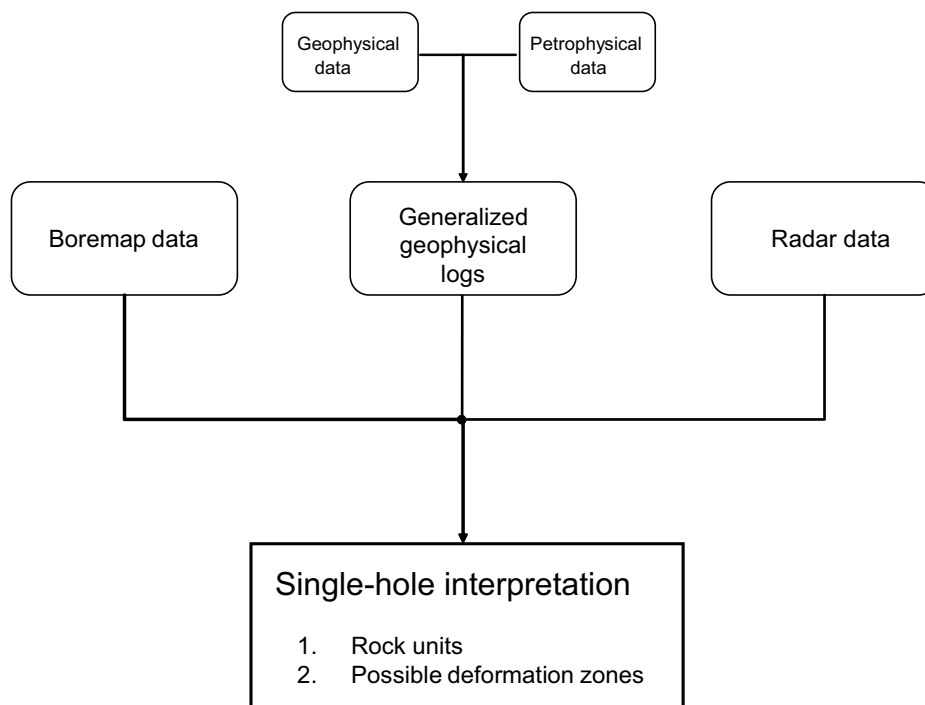 Geophysical
data
Petrophysical
data
Boremap data
Generalized
geophysical
logs
Radar data
Single-hole interpretation
1. Rock units
2. Possible deformation zones